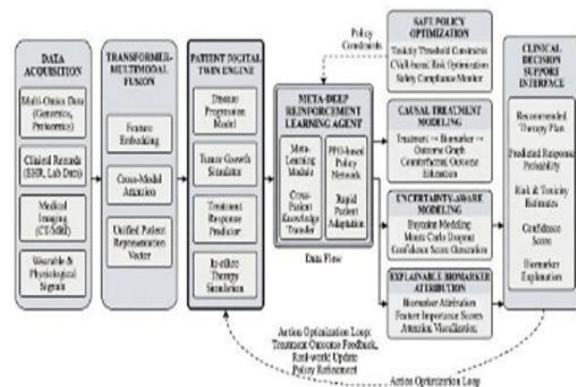 DATA
ACQUISITION
Multi-Omics Data
(Genomics,
Proteomics)
Clinical Records
(EHR, Lab Data)
Medical
Imaging
(CT/MRI)
Wearable &
Physiological
Signals
TRANSFORMER-
MULTIMODAL
FUSION
Feature
Embedding
Cross-Modal
Attention
Unified Patient
Representation
Vector
PATIENT DIGITAL
TWIN ENGINE
Disease
Progression
Model
Tumor Growth
Simulator
Treatment
Response
Predictor
In-silico
Therapy
Simulation
META-DEEP
REINFORCEMENT
LEARNING AGENT
Meta-
Learning
Module
Cross-
Patient
Knowledge
Transfer
PPO-based
Policy
Network
Rapid
Patient
Adaptation
Data Flow
Policy
Constraints
SAFE POLICY
OPTIMIZATION
Toxicity Threshold Constraints
CVaR-based Risk Optimization
Safety Compliance Monitor
CAUSAL TREATMENT
MODELING
Treatment → Biomarker →
Outcome Graph
Counterfactual Outcome
Estimation
UNCERTAINTY-AWARE
MODELING
Bayesian Modeling
Monte Carlo Dropout
Confidence Score Generation
EXPLAINABLE BIOMARKER
ATTRIBUTION
Biomarker Attribution
Feature Importance Scores
Attention Visualization
CLINICAL
DECISION
SUPPORT
INTERFACE
Recommended
Therapy Plan
Predicted Response
Probability
Risk & Toxicity
Estimates
Confidence
Score
Biomarker
Explanation
Action Optimization Loop:
Treatment Outcome Feedback,
Real-world Update
Policy Refinement
Action Optimization Loop